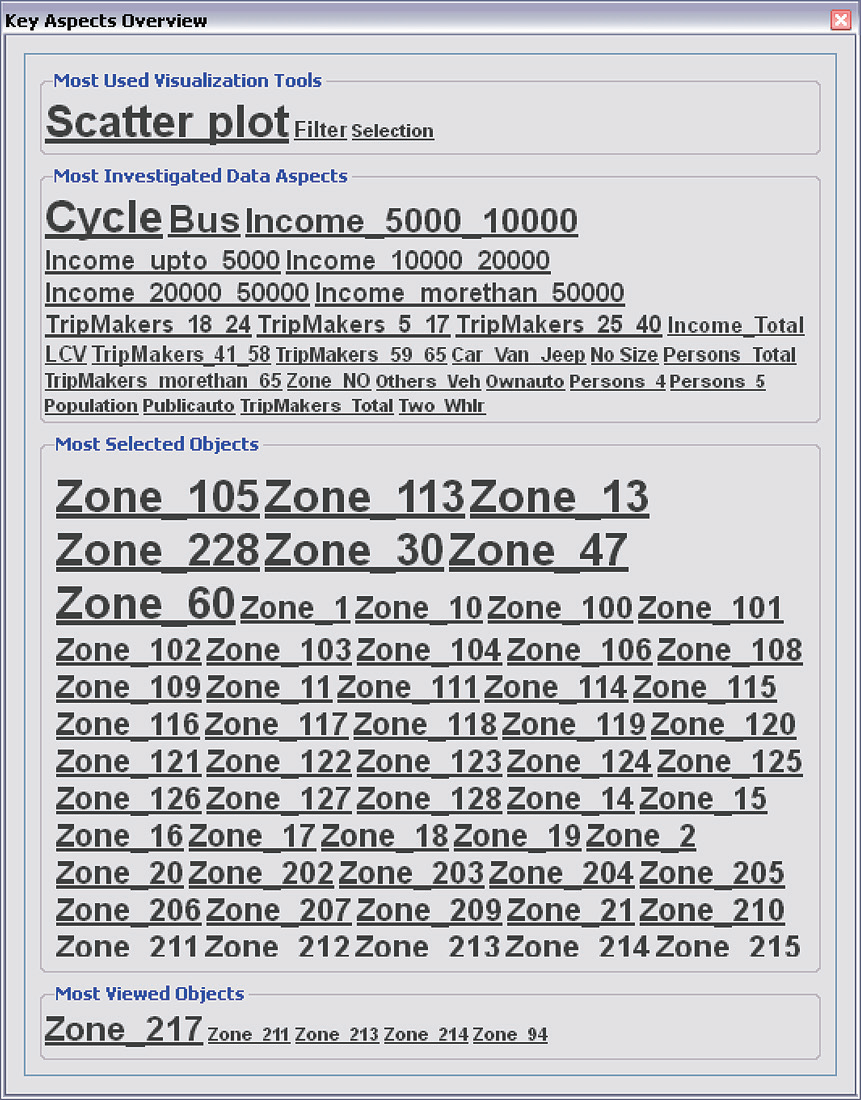 Key Aspects Overview
Most Used Visualization Tools
Scatter plot Filter Selection
Most Investigated Data Aspects
Cycle Bus Income_5000_10000
Income_upto_5000 Income_10000_20000
Income_20000_50000 Income_morethan_50000
TripMakers_18_24 TripMakers_5_17 TripMakers_25_40 Income_Total
LCV TripMakers_41_58 TripMakers_59_65 Car_Van_Jeep No Size Persons_Total
TripMakers_morethan_65 Zone_NO Others_Veh Ownauto Persons_4 Persons_5
Population Publicauto TripMakers_Total Two_Whlr
Most Selected Objects
Zone_105 Zone_113 Zone_13
Zone_228 Zone_30 Zone_47
Zone_60 Zone_1 Zone_10 Zone_100 Zone_101
Zone_102 Zone_103 Zone_104 Zone_106 Zone_108
Zone_109 Zone_11 Zone_111 Zone_114 Zone_115
Zone_116 Zone_117 Zone_118 Zone_119 Zone_120
Zone_121 Zone_122 Zone_123 Zone_124 Zone_125
Zone_126 Zone_127 Zone_128 Zone_14 Zone_15
Zone_16 Zone_17 Zone_18 Zone_19 Zone_2
Zone_20 Zone_202 Zone_203 Zone_204 Zone_205
Zone_206 Zone_207 Zone_209 Zone_21 Zone_210
Zone_211 Zone_212 Zone_213 Zone_214 Zone_215
Most Viewed Objects
Zone_217 Zone_211 Zone_213 Zone_214 Zone_94